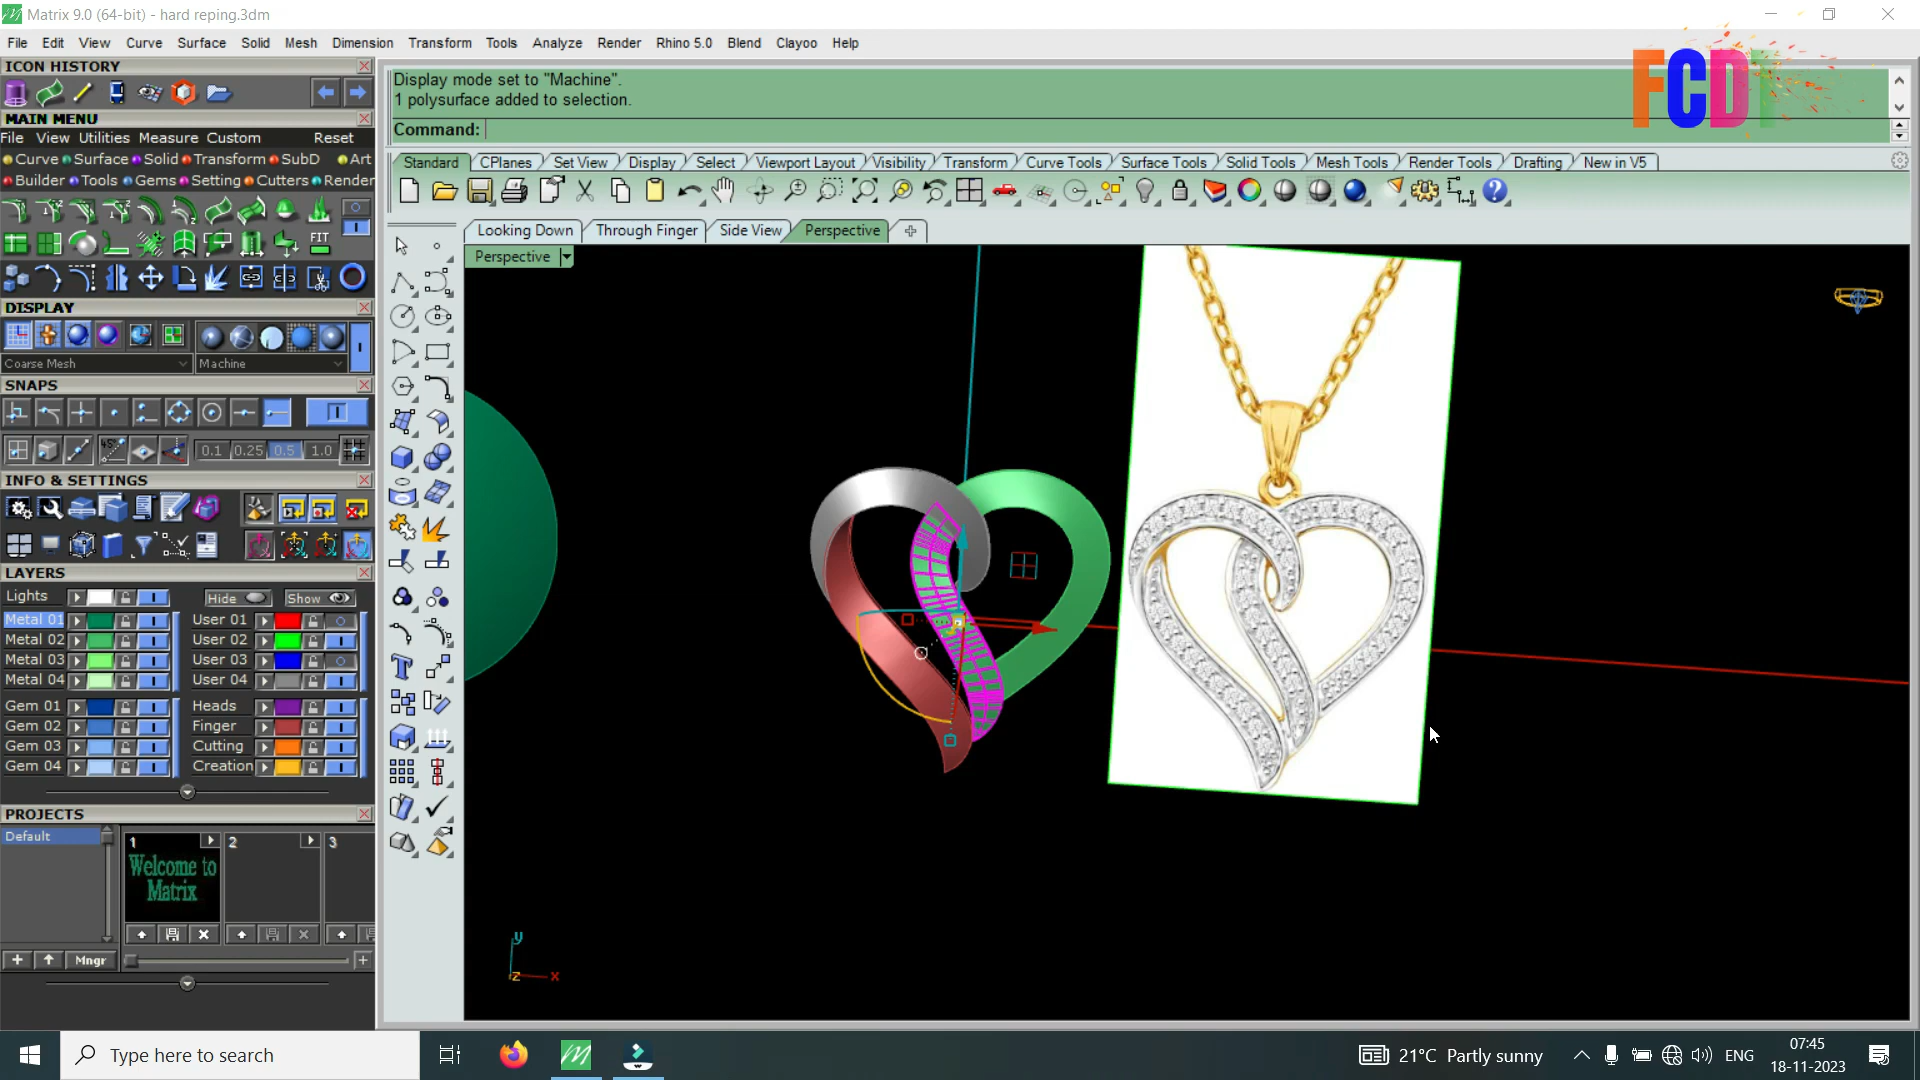 Matrix 9.0 (64-bit) - hard reping.3dm
File Edit View Curve Surface Solid Mesh Dimension Transform Tools Analyze Render Rhino 5.0 Blend Clayoo Help
ICON HISTORY
Display mode set to "Machine".
1 polysurface added to selection.
Command:
FCD
MAIN MENU
File View Utilities Measure Custom Reset
Curve Surface Solid Transform SubD Art
Builder Tools Gems Setting Cutters Render
Standard CPlanes Set View Display Select Viewport Layout Visibility Transform Curve Tools Surface Tools Solid Tools Mesh Tools Render Tools Drafting New in V5
FIT
Looking Down Through Finger Side View Perspective
Perspective
DISPLAY
Coarse Mesh Machine
SNAPS
0.1 0.25 0.5 1.0
INFO & SETTINGS
LAYERS
Lights Hide Show
Metal 01 User 01
Metal 02 User 02
Metal 03 User 03
Metal 04 User 04
Gem 01 Heads
Gem 02 Finger
Gem 03 Cutting
Gem 04 Creation
PROJECTS
Default
1 2 3
Welcome to
Matrix
Mngr
y
z x
Type here to search
21°C Partly sunny
ENG
07:45
18-11-2023